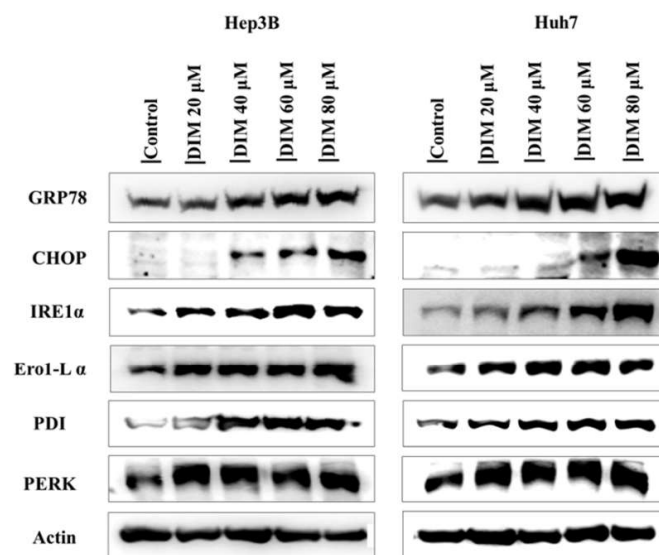 Hep3B
Huh7
|Control
|DIM 20 µM
|DIM 40 µM
|DIM 60 µM
|DIM 80 µM
|Control
|DIM 20 µM
|DIM 40 µM
|DIM 60 µM
|DIM 80 µM
GRP78
CHOP
IRE1α
Ero1-L α
PDI
PERK
Actin